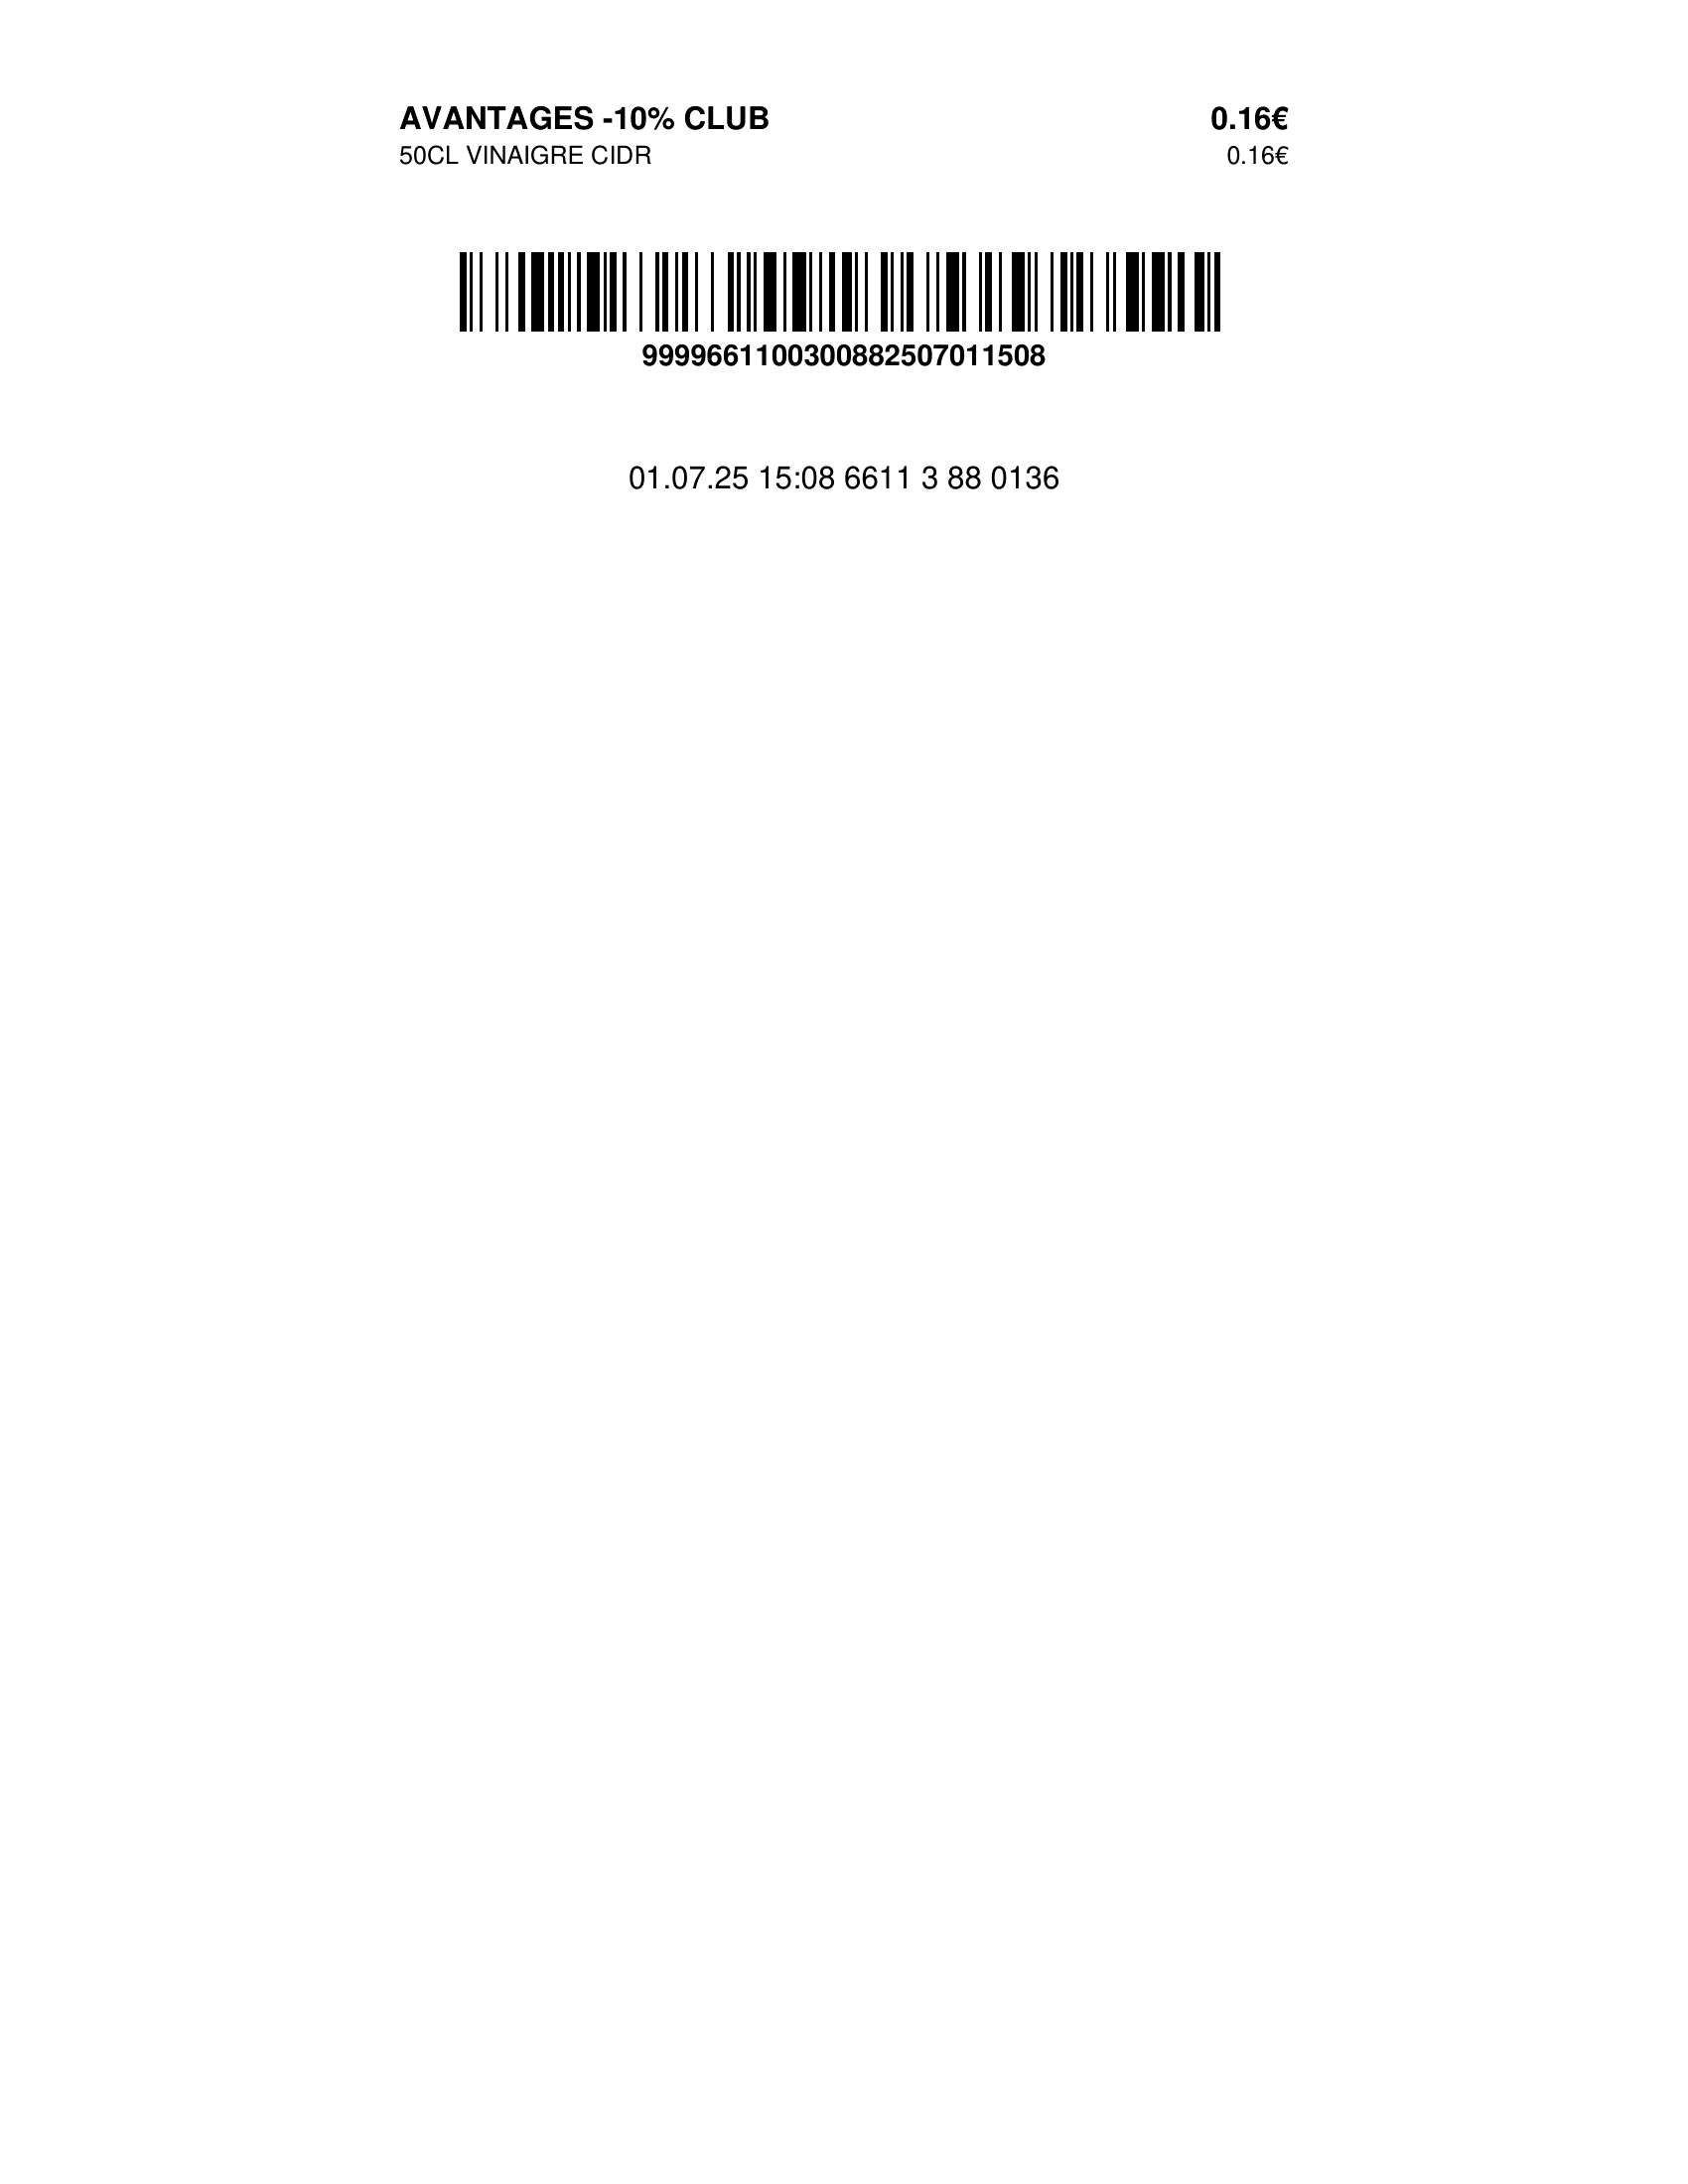 AVANTAGES -10% CLUB 0.16€
50CL VINAIGRE CIDR 0.16€
9999661100300882507011508
01.07.25 15:08 6611 3 88 0136